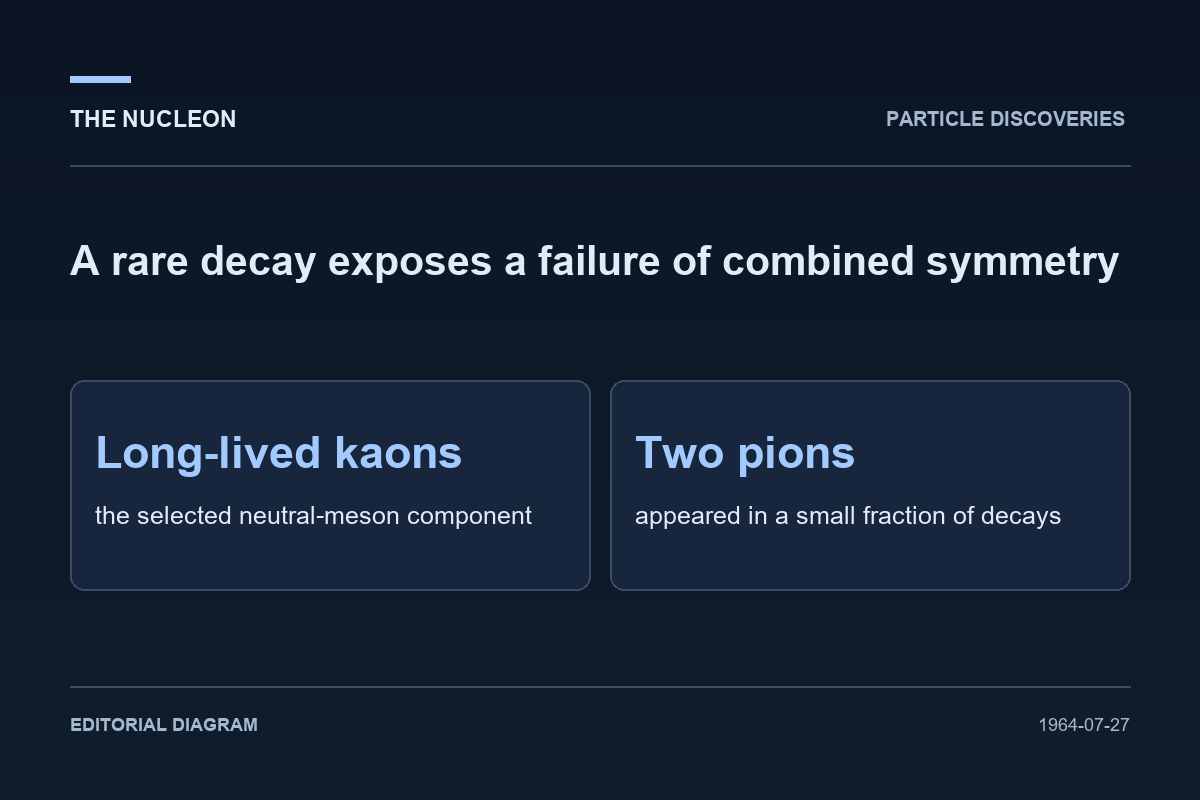 THE NUCLEON
PARTICLE DISCOVERIES
A rare decay exposes a failure of combined symmetry
Long-lived kaons
the selected neutral-meson component
Two pions
appeared in a small fraction of decays
EDITORIAL DIAGRAM
1964-07-27